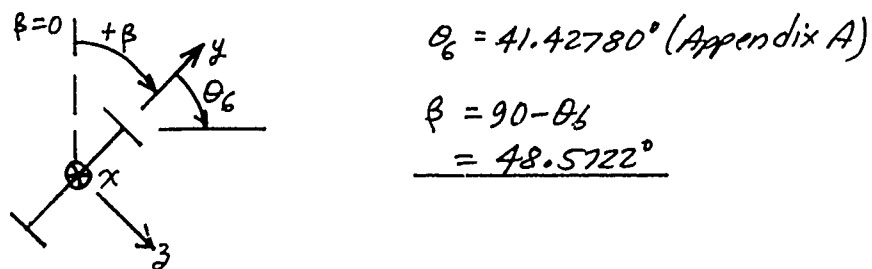 β=0
+β
y
θ6
x
z
θ6 = 41.42780° (Appendix A)
β = 90-θ6
= 48.5722°